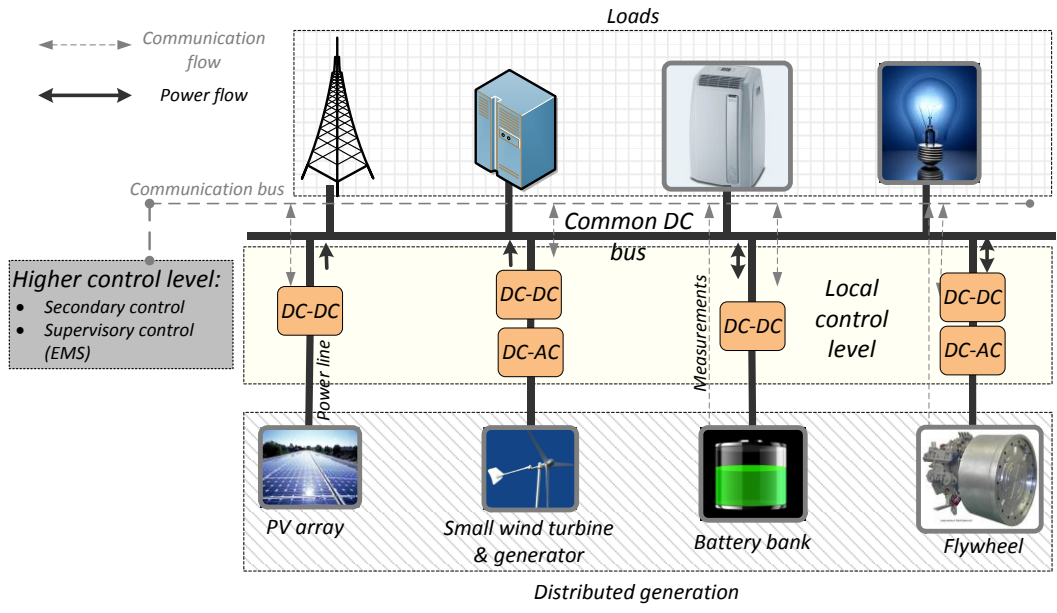 Loads
Communication
flow
Power flow
Communication bus
Common DC
bus
Higher control level:
• Secondary control
• Supervisory control
(EMS)
DC-DC
DC-DC
DC-AC
DC-DC
DC-DC
DC-AC
Local
control
level
Power line
Measurements
PV array
Small wind turbine
& generator
Battery bank
Flywheel
Distributed generation